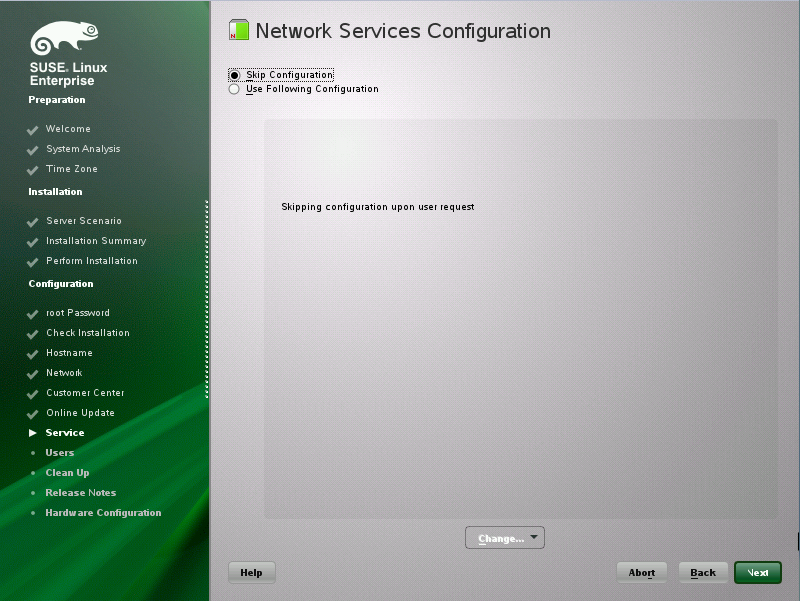 SUSE® Linux
Enterprise
Preparation
Welcome
System Analysis
Time Zone
Installation
Server Scenario
Installation Summary
Perform Installation
Configuration
root Password
Check Installation
Hostname
Network
Customer Center
Online Update
Service
Users
Clean Up
Release Notes
Hardware Configuration
N
Network Services Configuration
Skip Configuration
Use Following Configuration
Skipping configuration upon user request
Change...
Help
Abort
Back
Next